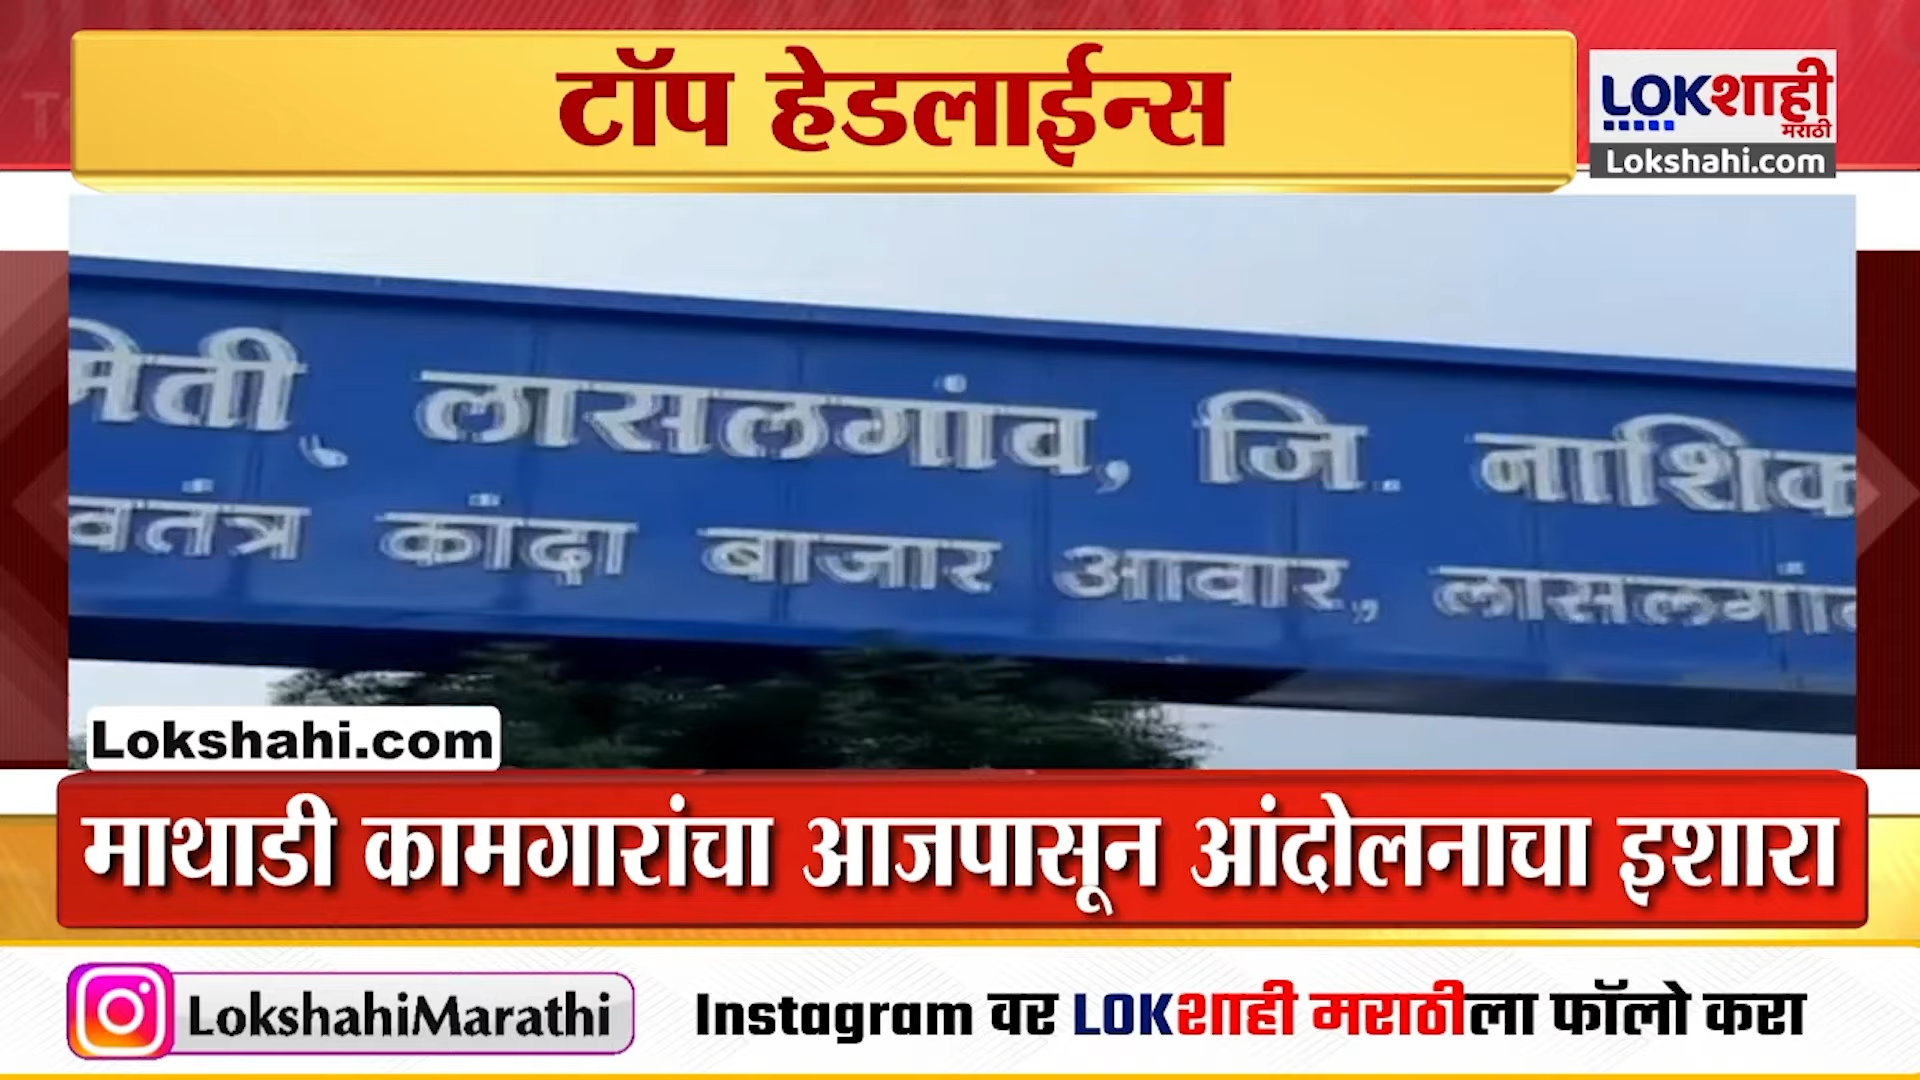 टॉप हेडलाईन्स
LOKशाही
मराठी
Lokshahi.com
मिती, लासलगांव, जि. नाशिक
वतंत्र कांदा बाजार आवार, लासलगांव
Lokshahi.com
माथाडी कामगारांचा आजपासून आंदोलनाचा इशारा
LokshahiMarathi
Instagram वर LOKशाही मराठीला फॉलो करा